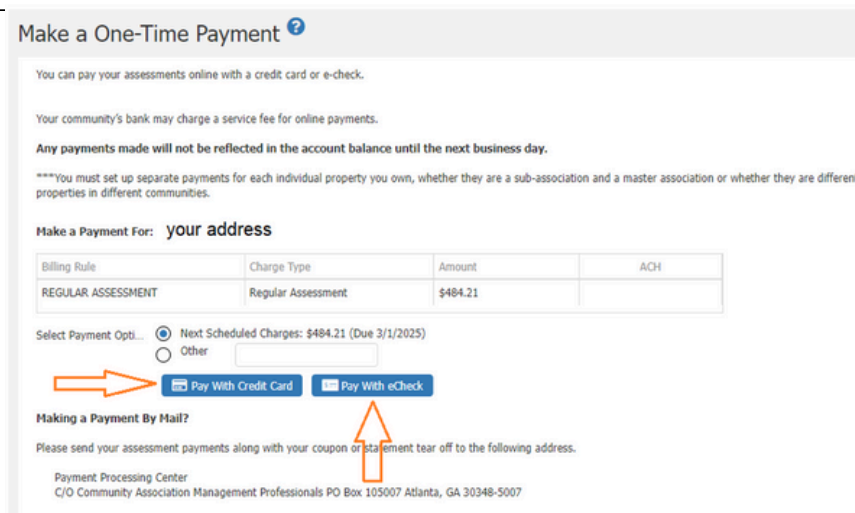 Make a One-Time Payment ?
You can pay your assessments online with a credit card or e-check.
Your community's bank may charge a service fee for online payments.
Any payments made will not be reflected in the account balance until the next business day.
***You must set up separate payments for each individual property you own, whether they are a sub-association and a master association or whether they are different
properties in different communities.
Make a Payment For: your address
Billing Rule Charge Type Amount ACH
REGULAR ASSESSMENT Regular Assessment $484.21
Select Payment Opti... Next Scheduled Charges: $484.21 (Due 3/1/2025)
Other
Pay With Credit Card Pay With eCheck
Making a Payment By Mail?
Please send your assessment payments along with your coupon or statement tear off to the following address.
Payment Processing Center
C/O Community Association Management Professionals PO Box 105007 Atlanta, GA 30348-5007